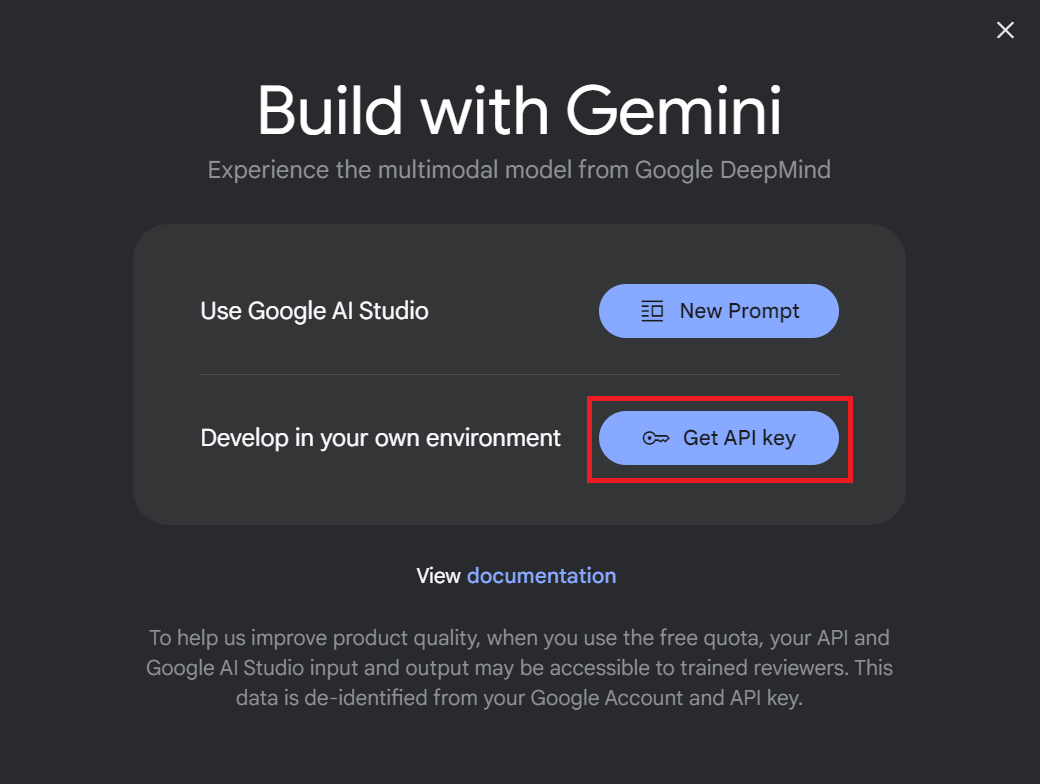 Build with Gemini
Experience the multimodal model from Google DeepMind
Use Google AI Studio
New Prompt
Develop in your own environment
Get API key
View documentation
To help us improve product quality, when you use the free quota, your API and
Google AI Studio input and output may be accessible to trained reviewers. This
data is de-identified from your Google Account and API key.